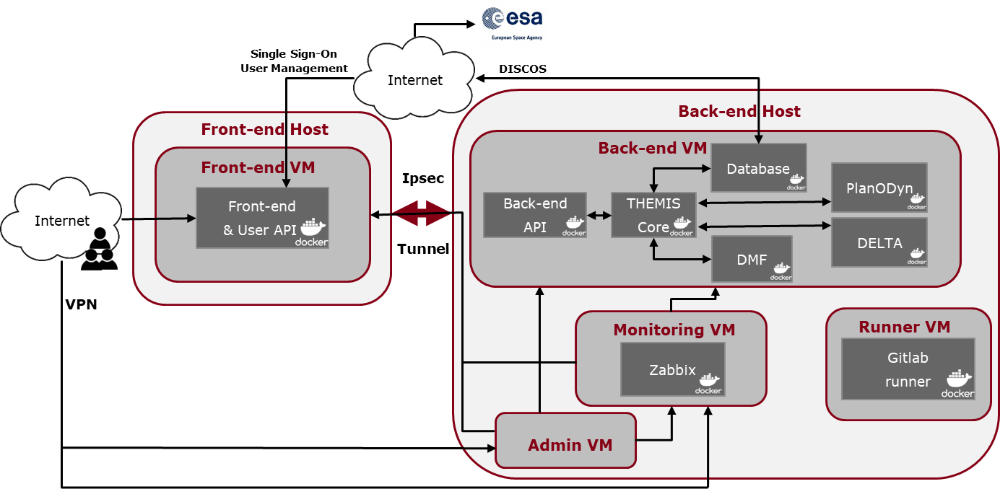 esa
European Space Agency
Single Sign-On
User Management
Internet
DISCOS
Back-end Host
Front-end Host
Back-end VM
Front-end VM
Database
docker
PlanODyn
docker
Ipsec
Internet
Front-end
& User API
docker
Back-end
API
docker
THEMIS
Core
docker
DELTA
docker
Tunnel
DMF
docker
VPN
Monitoring VM
Zabbix
docker
Runner VM
Gitlab
runner
docker
Admin VM